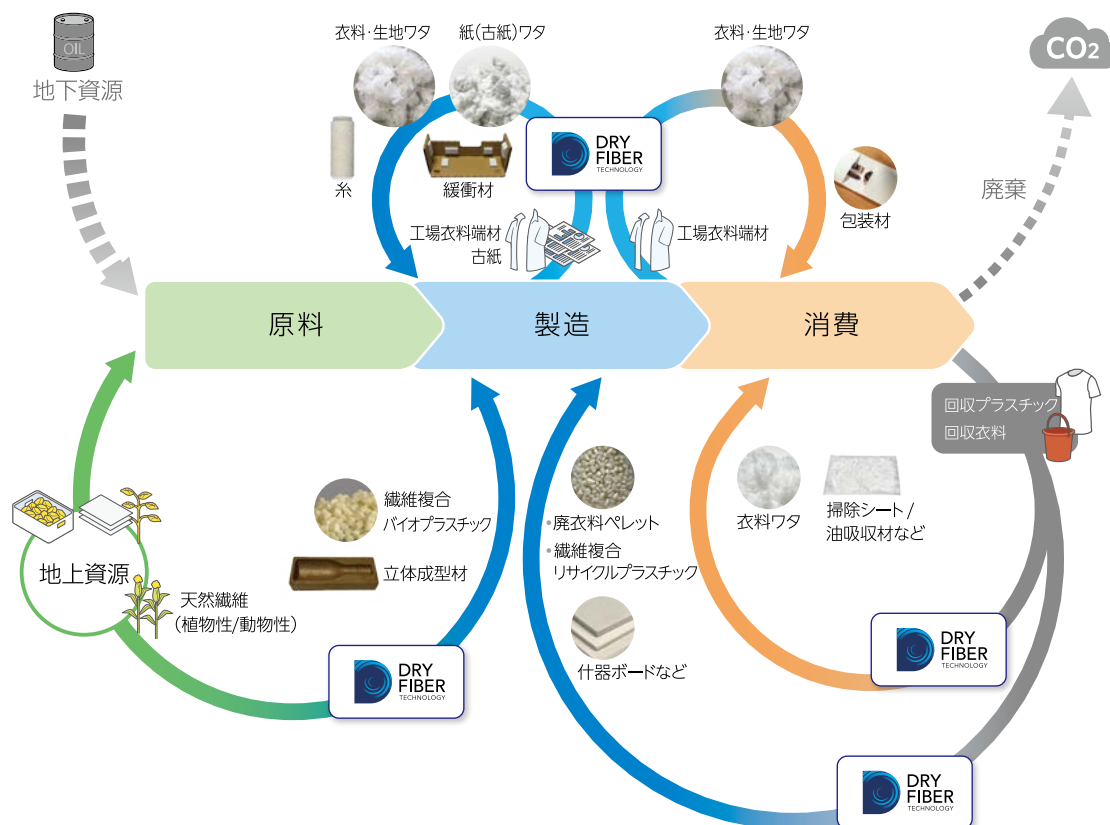 OIL
地下資源
衣料・生地ワタ
紙(古紙)ワタ
衣料・生地ワタ
CO2
DRY
FIBER
TECHNOLOGY
糸
緩衝材
包装材
廃棄
工場衣料端材
古紙
工場衣料端材
原料
製造
消費
回収プラスチック
回収衣料
繊維複合
バイオプラスチック
立体成型材
地上資源
天然繊維
(植物性/動物性)
・廃衣料ペレット
・繊維複合
リサイクルプラスチック
什器ボードなど
衣料ワタ
掃除シート/
油吸収材など
DRY
FIBER
TECHNOLOGY
DRY
FIBER
TECHNOLOGY
DRY
FIBER
TECHNOLOGY